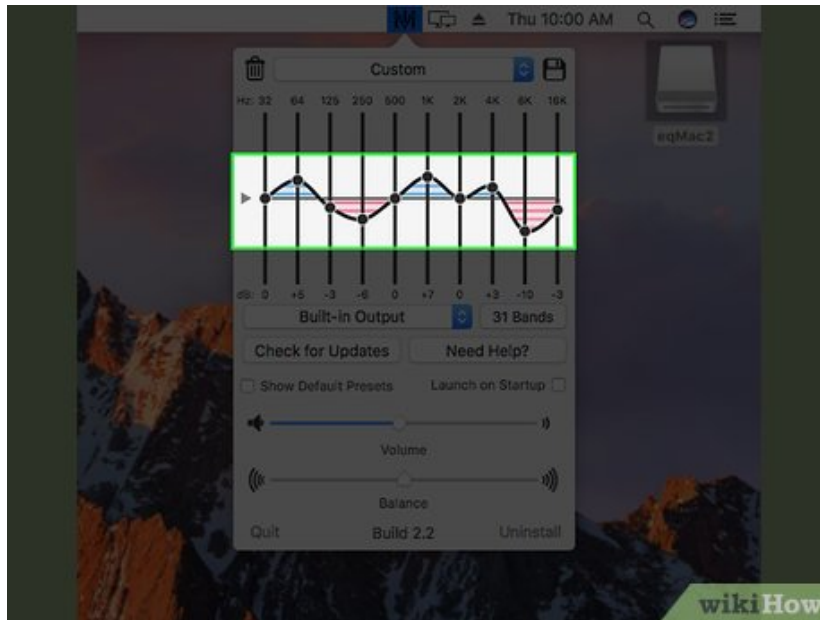 Thu 10:00 AM
Custom
Hz: 32 64 125 250 500 1K 2K 4K 8K 16K
eqMac2
dB: 0 +5 -3 -6 0 +7 0 +3 -10 -3
Built-in Output 31 Bands
Check for Updates Need Help?
Show Default Presets Launch on Startup
Volume
Balance
Quit Build 2.2 Uninstall
wikiHow